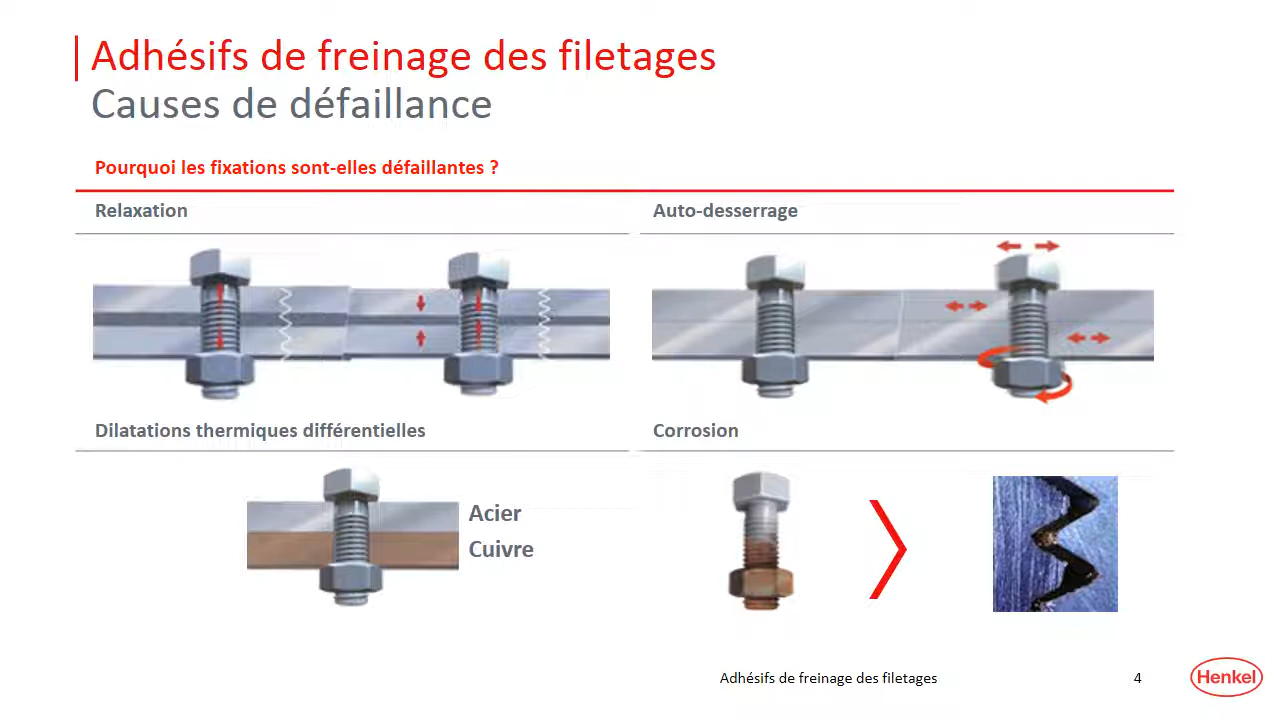 Adhésifs de freinage des filetages
Causes de défaillance
Pourquoi les fixations sont-elles défaillantes ?
Relaxation
Auto-desserrage
Dilatations thermiques différentielles
Corrosion
Acier
Cuivre
Adhésifs de freinage des filetages
4
Henkel